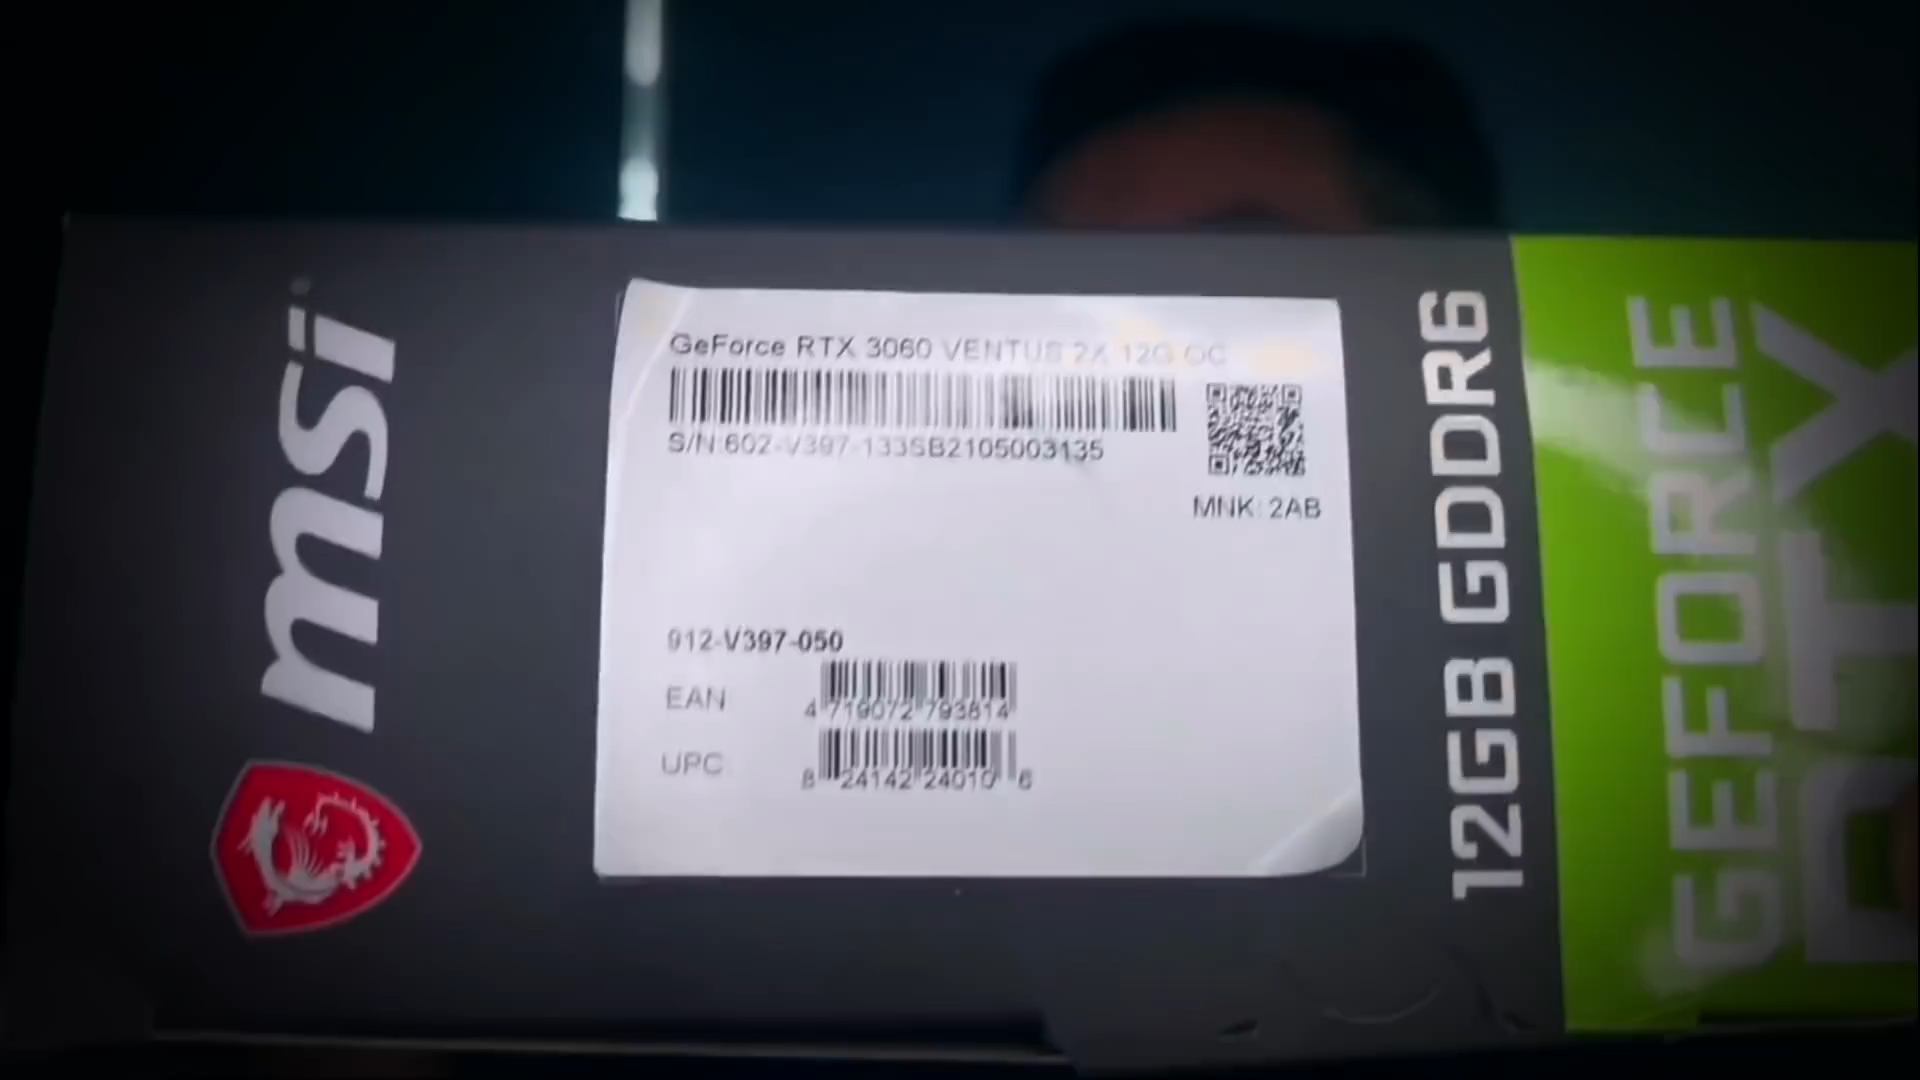 msi
GeForce RTX 3060 VENTUS 2X 12G OC
S/N:602-V397-133SB2105003135
MNK: 2AB
912-V397-050
EAN
4 719072 793814
UPC:
8 24142 24010 6
12GB GDDR6
GEFORCE
RTX